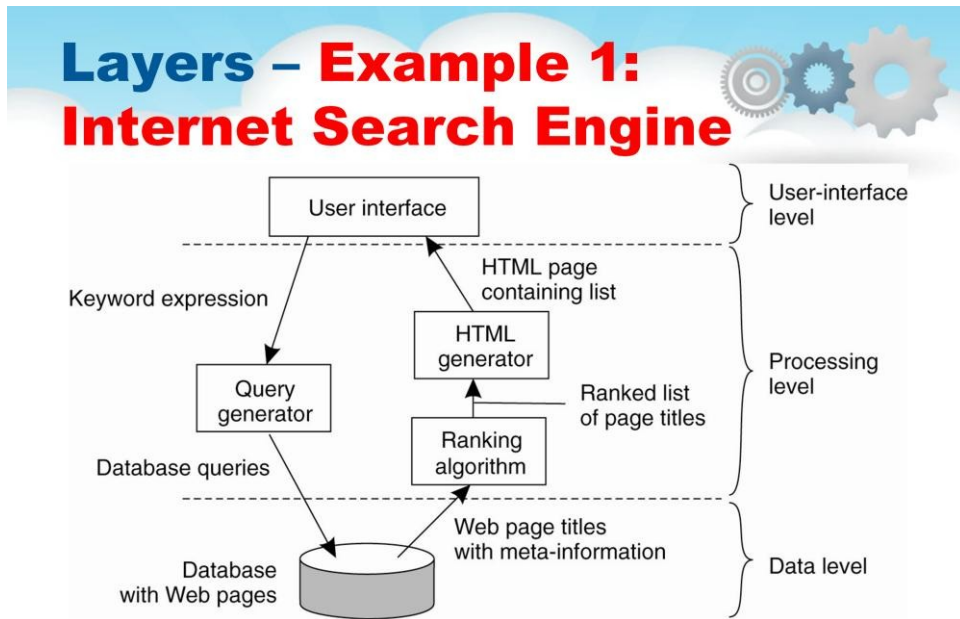 Layers – Example 1:
Internet Search Engine
User interface
User-interface
level
Keyword expression
HTML page
containing list
HTML
generator
Processing
level
Query
generator
Ranked list
of page titles
Ranking
algorithm
Database queries
Web page titles
with meta-information
Database
with Web pages
Data level